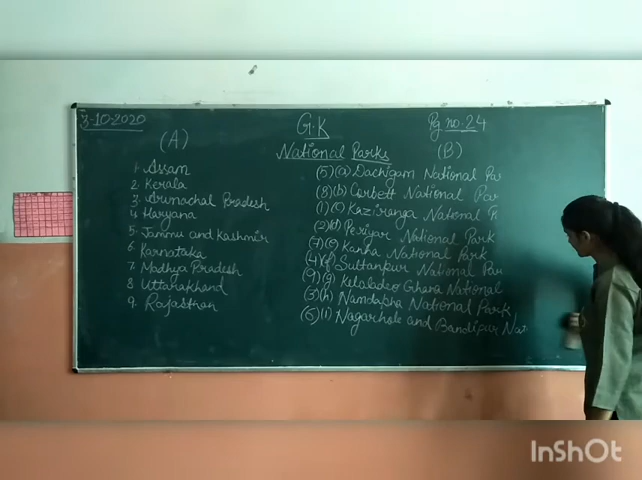 3-10-2020
G.K
Pg no. 24
(A)
National Parks
(B)
1. Assam
2. Kerala
3. Arunachal Pradesh
4. Haryana
5. Jammu and Kashmir
6. Karnataka
7. Madhya Pradesh
8. Uttarakhand
9. Rajasthan
(5) (a) Dachigam National Par
(8) (b) Corbett National Par
(1) (c) Kaziranga National P
(2) (d) Periyar National Park
(7) (e) Kanha National Park
(4) (f) Sultanpur National Par
(9) (g) Keloladeo Ghana National
(3) (h) Namdapha National Park
(6) (i) Nagarhole and Bandipur Nat
InShOt